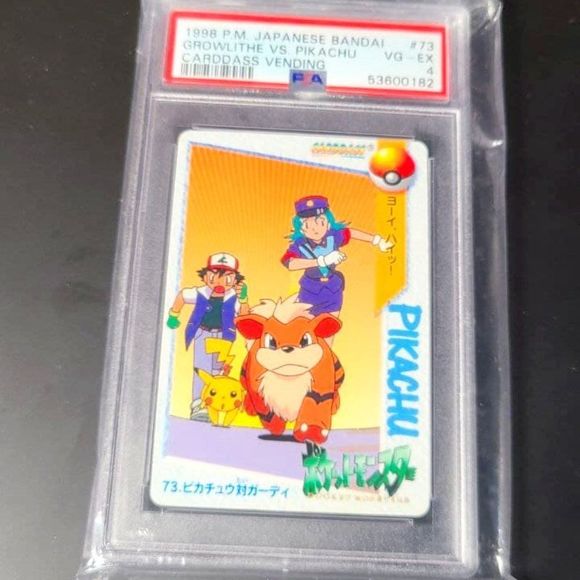 1998 P.M. JAPANESE BANDAI #73
GROWLITHE VS. PIKACHU VG-EX
CARDDASS VENDING 4
PSA 53600182
CARDDASS
ヨーイ、ハイッ!
PIKACHU
ポケットモンスター
73.ピカチュウ対ガーディ